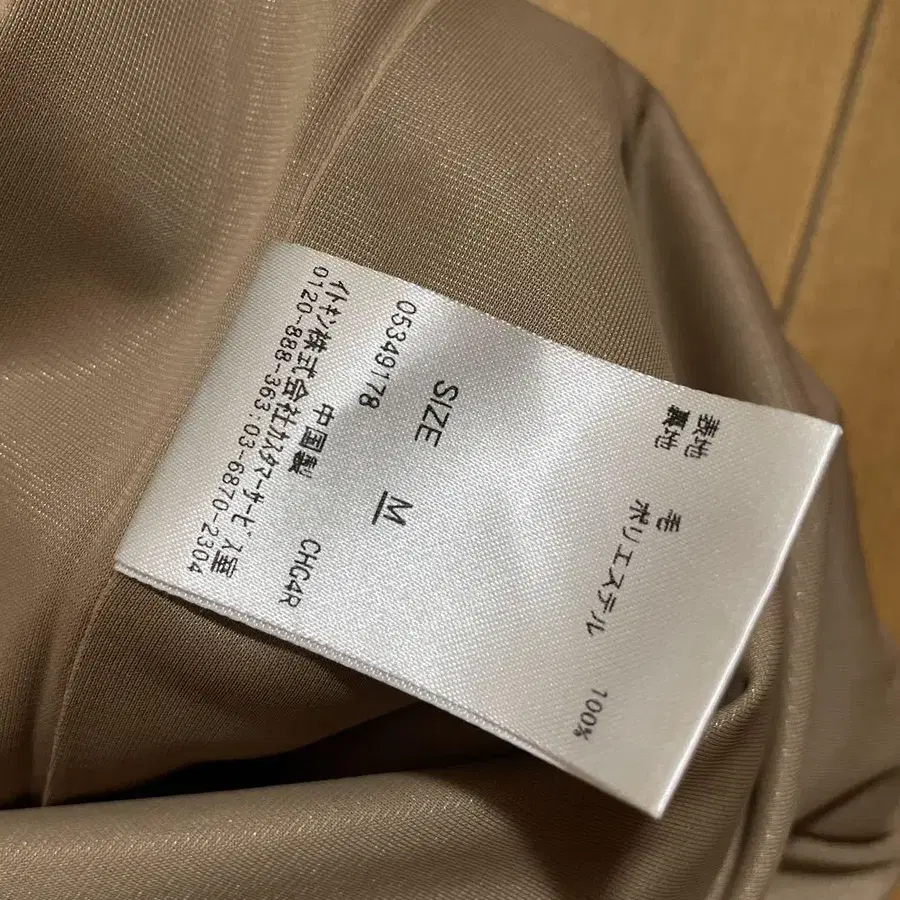 表地 毛 100%
裏地 ポリエステル
SIZE M
05349178 CHG4R
中国製
イトキン株式会社カスタマーサービス室
0120-888-363:03-6870-2304